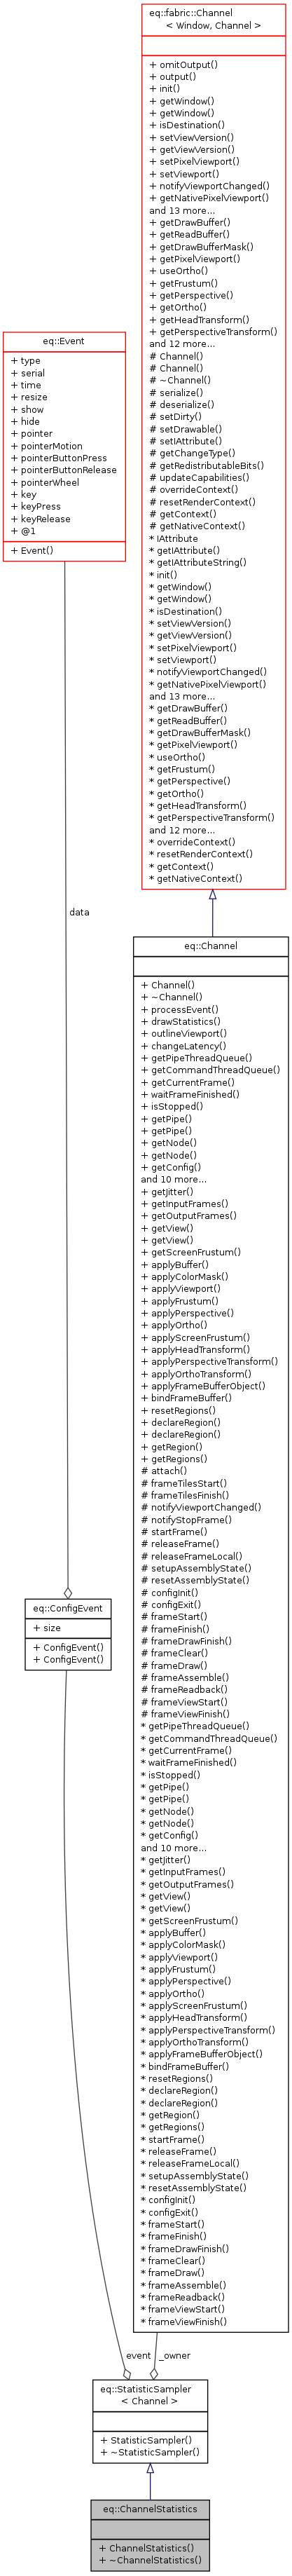 eq::fabric::Channel
< Window, Channel >
+ omitOutput()
+ output()
+ init()
+ getWindow()
+ getWindow()
+ isDestination()
+ setViewVersion()
+ getViewVersion()
+ setPixelViewport()
+ setViewport()
+ notifyViewportChanged()
+ getNativePixelViewport()
and 13 more...
+ getDrawBuffer()
+ getReadBuffer()
+ getDrawBufferMask()
+ getPixelViewport()
+ useOrtho()
+ getFrustum()
+ getPerspective()
+ getOrtho()
+ getHeadTransform()
+ getPerspectiveTransform()
and 12 more...
# Channel()
# Channel()
# ~Channel()
# serialize()
# deserialize()
# setDirty()
# setDrawable()
# setIAttribute()
# getChangeType()
# getRedistributableBits()
# updateCapabilities()
# overrideContext()
# resetRenderContext()
# getContext()
# getNativeContext()
* IAttribute
* getIAttribute()
* getIAttributeString()
* init()
* getWindow()
* getWindow()
* isDestination()
* setViewVersion()
* getViewVersion()
* setPixelViewport()
* setViewport()
* notifyViewportChanged()
* getNativePixelViewport()
and 13 more...
* getDrawBuffer()
* getReadBuffer()
* getDrawBufferMask()
* getPixelViewport()
* useOrtho()
* getFrustum()
* getPerspective()
* getOrtho()
* getHeadTransform()
* getPerspectiveTransform()
and 12 more...
* overrideContext()
* resetRenderContext()
* getContext()
* getNativeContext()
eq::Event
+ type
+ serial
+ time
+ resize
+ show
+ hide
+ pointer
+ pointerMotion
+ pointerButtonPress
+ pointerButtonRelease
+ pointerWheel
+ key
+ keyPress
+ keyRelease
+ @1
+ Event()
data
eq::Channel
+ Channel()
+ ~Channel()
+ processEvent()
+ drawStatistics()
+ outlineViewport()
+ changeLatency()
+ getPipeThreadQueue()
+ getCommandThreadQueue()
+ getCurrentFrame()
+ waitFrameFinished()
+ isStopped()
+ getPipe()
+ getPipe()
+ getNode()
+ getNode()
+ getConfig()
and 10 more...
+ getJitter()
+ getInputFrames()
+ getOutputFrames()
+ getView()
+ getView()
+ getScreenFrustum()
+ applyBuffer()
+ applyColorMask()
+ applyViewport()
+ applyFrustum()
+ applyPerspective()
+ applyOrtho()
+ applyScreenFrustum()
+ applyHeadTransform()
+ applyPerspectiveTransform()
+ applyOrthoTransform()
+ applyFrameBufferObject()
+ bindFrameBuffer()
+ resetRegions()
+ declareRegion()
+ declareRegion()
+ getRegion()
+ getRegions()
# attach()
# frameTilesStart()
# frameTilesFinish()
# notifyViewportChanged()
# notifyStopFrame()
# startFrame()
# releaseFrame()
# releaseFrameLocal()
# setupAssemblyState()
# resetAssemblyState()
# configInit()
# configExit()
# frameStart()
# frameFinish()
# frameDrawFinish()
# frameClear()
# frameDraw()
# frameAssemble()
# frameReadback()
# frameViewStart()
# frameViewFinish()
* getPipeThreadQueue()
* getCommandThreadQueue()
* getCurrentFrame()
* waitFrameFinished()
* isStopped()
* getPipe()
* getPipe()
* getNode()
* getNode()
* getConfig()
and 10 more...
* getJitter()
* getInputFrames()
* getOutputFrames()
* getView()
* getView()
* getScreenFrustum()
* applyBuffer()
* applyColorMask()
* applyViewport()
* applyFrustum()
* applyPerspective()
* applyOrtho()
* applyScreenFrustum()
* applyHeadTransform()
* applyPerspectiveTransform()
* applyOrthoTransform()
* applyFrameBufferObject()
* bindFrameBuffer()
* resetRegions()
* declareRegion()
* declareRegion()
* getRegion()
* getRegions()
* startFrame()
* releaseFrame()
* releaseFrameLocal()
* setupAssemblyState()
* resetAssemblyState()
* configInit()
* configExit()
* frameStart()
* frameFinish()
* frameDrawFinish()
* frameClear()
* frameDraw()
* frameAssemble()
* frameReadback()
* frameViewStart()
* frameViewFinish()
eq::ConfigEvent
+ size
+ ConfigEvent()
+ ConfigEvent()
event
_owner
eq::StatisticSampler
< Channel >
+ StatisticSampler()
+ ~StatisticSampler()
eq::ChannelStatistics
+ ChannelStatistics()
+ ~ChannelStatistics()